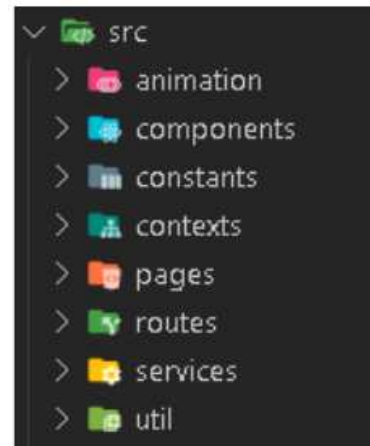 src
animation
components
constants
contexts
pages
routes
services
util